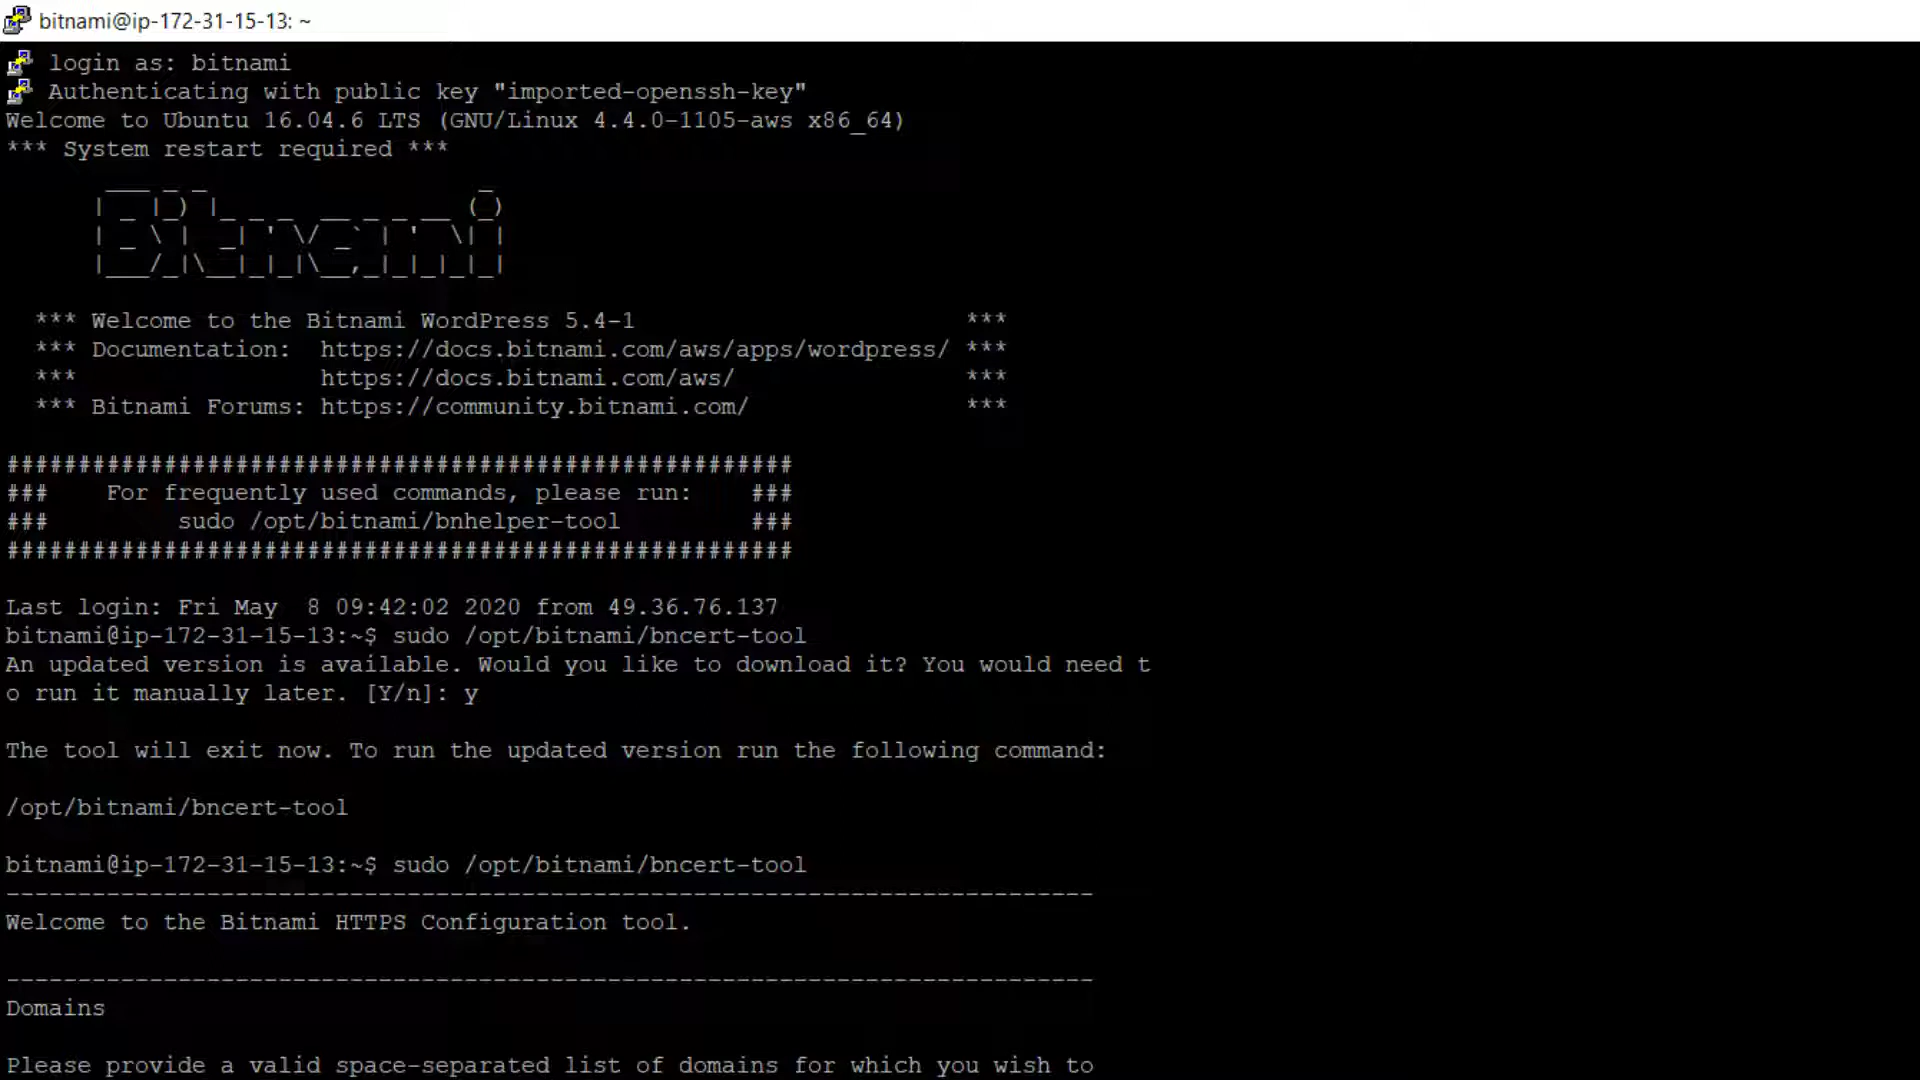 bitnami@ip-172-31-15-13: ~
login as: bitnami
Authenticating with public key "imported-openssh-key"
Welcome to Ubuntu 16.04.6 LTS (GNU/Linux 4.4.0-1105-aws x86_64)
*** System restart required ***
Bitnami
*** Welcome to the Bitnami WordPress 5.4-1 ***
*** Documentation: https://docs.bitnami.com/aws/apps/wordpress/ ***
*** https://docs.bitnami.com/aws/ ***
*** Bitnami Forums: https://community.bitnami.com/ ***
#######################################################
### For frequently used commands, please run: ###
### sudo /opt/bitnami/bnhelper-tool ###
#######################################################
Last login: Fri May  8 09:42:02 2020 from 49.36.76.137
bitnami@ip-172-31-15-13:~$ sudo /opt/bitnami/bncert-tool
An updated version is available. Would you like to download it? You would need t
o run it manually later. [Y/n]: y
The tool will exit now. To run the updated version run the following command:
/opt/bitnami/bncert-tool
bitnami@ip-172-31-15-13:~$ sudo /opt/bitnami/bncert-tool
----------------------------------------------------------------------------
Welcome to the Bitnami HTTPS Configuration tool.
----------------------------------------------------------------------------
Domains
Please provide a valid space-separated list of domains for which you wish to